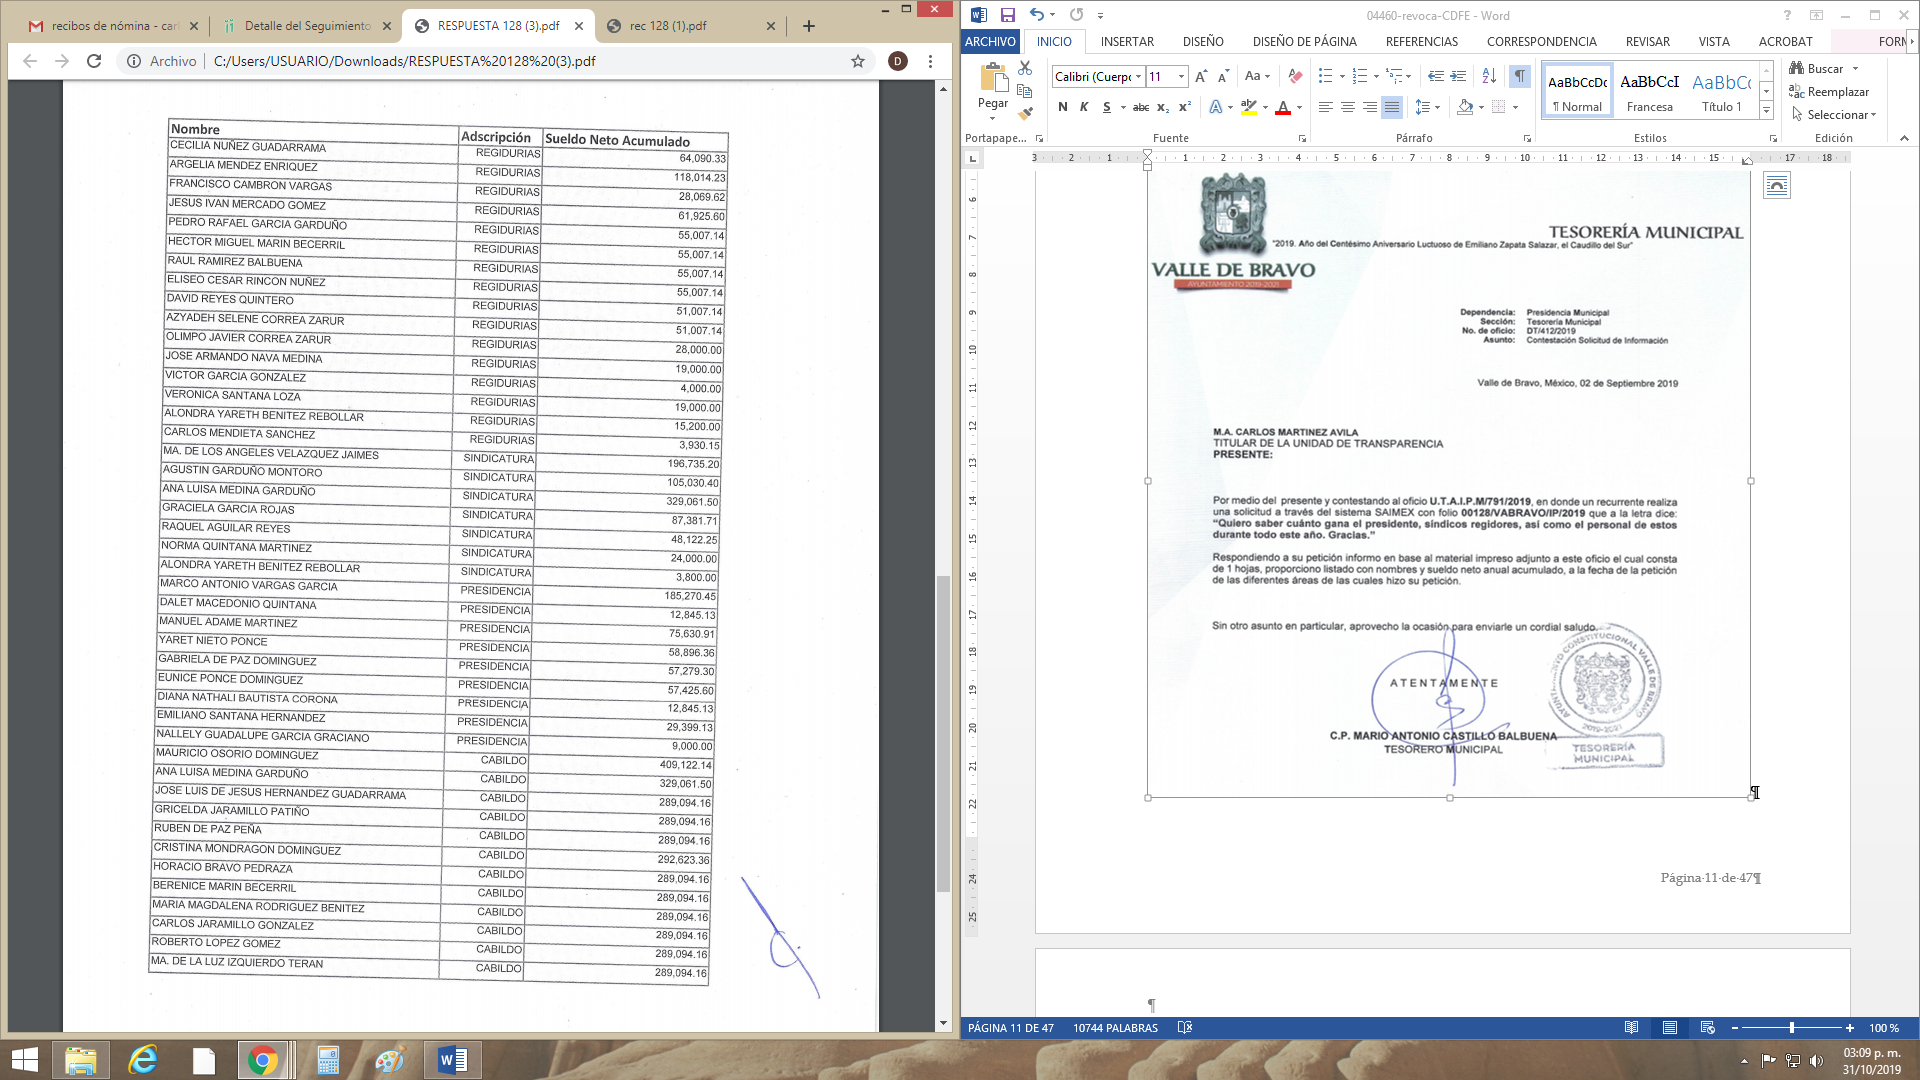 recibos de nómina - car
Detalle del Seguimiento
RESPUESTA 128 (3).pdf
rec 128 (1).pdf
Archivo
C:/Users/USUARIO/Downloads/RESPUESTA%20128%20(3).pdf
D
Nombre Adscripción Sueldo Neto Acumulado
CECILIA NUÑEZ GUADARRAMA REGIDURIAS 64,090.33
ARGELIA MENDEZ ENRIQUEZ REGIDURIAS 118,014.23
FRANCISCO CAMBRON VARGAS REGIDURIAS 28,069.62
JESUS IVAN MERCADO GOMEZ REGIDURIAS 61,925.60
PEDRO RAFAEL GARCIA GARDUÑO REGIDURIAS 55,007.14
HECTOR MIGUEL MARIN BECERRIL REGIDURIAS 55,007.14
RAUL RAMIREZ BALBUENA REGIDURIAS 55,007.14
ELISEO CESAR RINCON NUÑEZ REGIDURIAS 55,007.14
DAVID REYES QUINTERO REGIDURIAS 51,007.14
AZYADEH SELENE CORREA ZARUR REGIDURIAS 51,007.14
OLIMPO JAVIER CORREA ZARUR REGIDURIAS 28,000.00
JOSE ARMANDO NAVA MEDINA REGIDURIAS 19,000.00
VICTOR GARCIA GONZALEZ REGIDURIAS 4,000.00
VERONICA SANTANA LOZA REGIDURIAS 19,000.00
ALONDRA YARETH BENITEZ REBOLLAR REGIDURIAS 15,200.00
CARLOS MENDIETA SANCHEZ REGIDURIAS 3,930.15
MA. DE LOS ANGELES VELAZQUEZ JAIMES SINDICATURA 196,735.20
AGUSTIN GARDUÑO MONTORO SINDICATURA 105,030.40
ANA LUISA MEDINA GARDUÑO SINDICATURA 329,061.50
GRACIELA GARCIA ROJAS SINDICATURA 87,381.71
RAQUEL AGUILAR REYES SINDICATURA 48,122.25
NORMA QUINTANA MARTINEZ SINDICATURA 24,000.00
ALONDRA YARETH BENITEZ REBOLLAR SINDICATURA 3,800.00
MARCO ANTONIO VARGAS GARCIA PRESIDENCIA 185,270.45
DALET MACEDONIO QUINTANA PRESIDENCIA 12,845.13
MANUEL ADAME MARTINEZ PRESIDENCIA 75,630.91
YARET NIETO PONCE PRESIDENCIA 58,896.36
GABRIELA DE PAZ DOMINGUEZ PRESIDENCIA 57,279.30
EUNICE PONCE DOMINGUEZ PRESIDENCIA 57,425.60
DIANA NATHALI BAUTISTA CORONA PRESIDENCIA 12,845.13
EMILIANO SANTANA HERNANDEZ PRESIDENCIA 29,399.13
NALLELY GUADALUPE GARCIA GRACIANO PRESIDENCIA 9,000.00
MAURICIO OSORIO DOMINGUEZ CABILDO 409,122.14
ANA LUISA MEDINA GARDUÑO CABILDO 329,061.50
JOSE LUIS DE JESUS HERNANDEZ GUADARRAMA CABILDO 289,094.16
GRICELDA JARAMILLO PATIÑO CABILDO 289,094.16
RUBEN DE PAZ PEÑA CABILDO 289,094.16
CRISTINA MONDRAGON DOMINGUEZ CABILDO 292,623.36
HORACIO BRAVO PEDRAZA CABILDO 289,094.16
BERENICE MARIN BECERRIL CABILDO 289,094.16
MARIA MAGDALENA RODRIGUEZ BENITEZ CABILDO 289,094.16
CARLOS JARAMILLO GONZALEZ CABILDO 289,094.16
ROBERTO LOPEZ GOMEZ CABILDO 289,094.16
MA. DE LA LUZ IZQUIERDO TERAN CABILDO 289,094.16
04460-revoca-CDFE - Word
ARCHIVO INICIO INSERTAR DISEÑO DISEÑO DE PÁGINA REFERENCIAS CORRESPONDENCIA REVISAR VISTA ACROBAT FORM
Pegar
Calibri (Cuerpo 11
N K S abc x₂ x²
AaBbCcDc AaBbCcI AaBbCc
¶ Normal Francesa Título 1
Buscar
Reemplazar
Seleccionar
Portapape... Fuente Párrafo Estilos Edición
TESORERÍA MUNICIPAL
"2019. Año del Centésimo Aniversario Luctuoso de Emiliano Zapata Salazar, el Caudillo del Sur"
VALLE DE BRAVO
AYUNTAMIENTO 2019-2021
Dependencia: Presidencia Municipal
Sección: Tesorería Municipal
No. de oficio: DT/412/2019
Asunto: Contestación Solicitud de Información
Valle de Bravo, México, 02 de Septiembre 2019
M.A. CARLOS MARTINEZ AVILA
TITULAR DE LA UNIDAD DE TRANSPARENCIA
PRESENTE:
Por medio del presente y contestando al oficio U.T.A.I.P.M/791/2019, en donde un recurrente realiza
una solicitud a través del sistema SAIMEX con folio 00128/VABRAVO/IP/2019 que a la letra dice:
"Quiero saber cuánto gana el presidente, síndicos regidores, asi como el personal de estos
durante todo este año. Gracias."
Respondiendo a su petición informo en base al material impreso adjunto a este oficio el cual consta
de 1 hojas, proporciono listado con nombres y sueldo neto anual acumulado, a la fecha de la petición
de las diferentes áreas de las cuales hizo su petición.
Sin otro asunto en particular, aprovecho la ocasión para enviarle un cordial saludo.
ATENTAMENTE
C.P. MARIO ANTONIO CASTILLO BALBUENA
TESORERO MUNICIPAL
2019-2021
TESORERÍA
MUNICIPAL
Página·11·de·47¶
¶
PÁGINA 11 DE 47 10744 PALABRAS 100 %
03:09 p. m.
31/10/2019